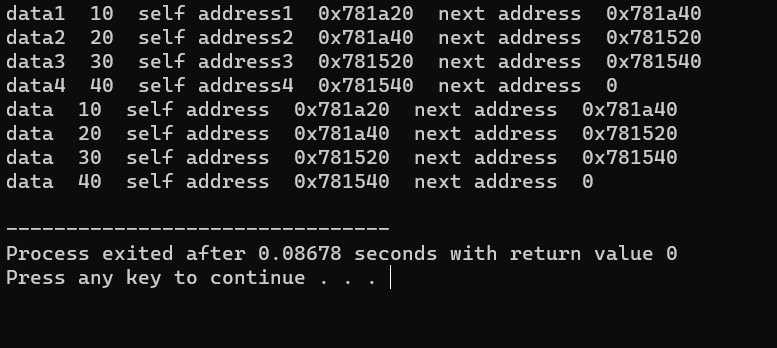 data1  10  self address1  0x781a20  next address  0x781a40
data2  20  self address2  0x781a40  next address  0x781520
data3  30  self address3  0x781520  next address  0x781540
data4  40  self address4  0x781540  next address  0
data  10  self address  0x781a20  next address  0x781a40
data  20  self address  0x781a40  next address  0x781520
data  30  self address  0x781520  next address  0x781540
data  40  self address  0x781540  next address  0
--------------------------------
Process exited after 0.08678 seconds with return value 0
Press any key to continue . . .